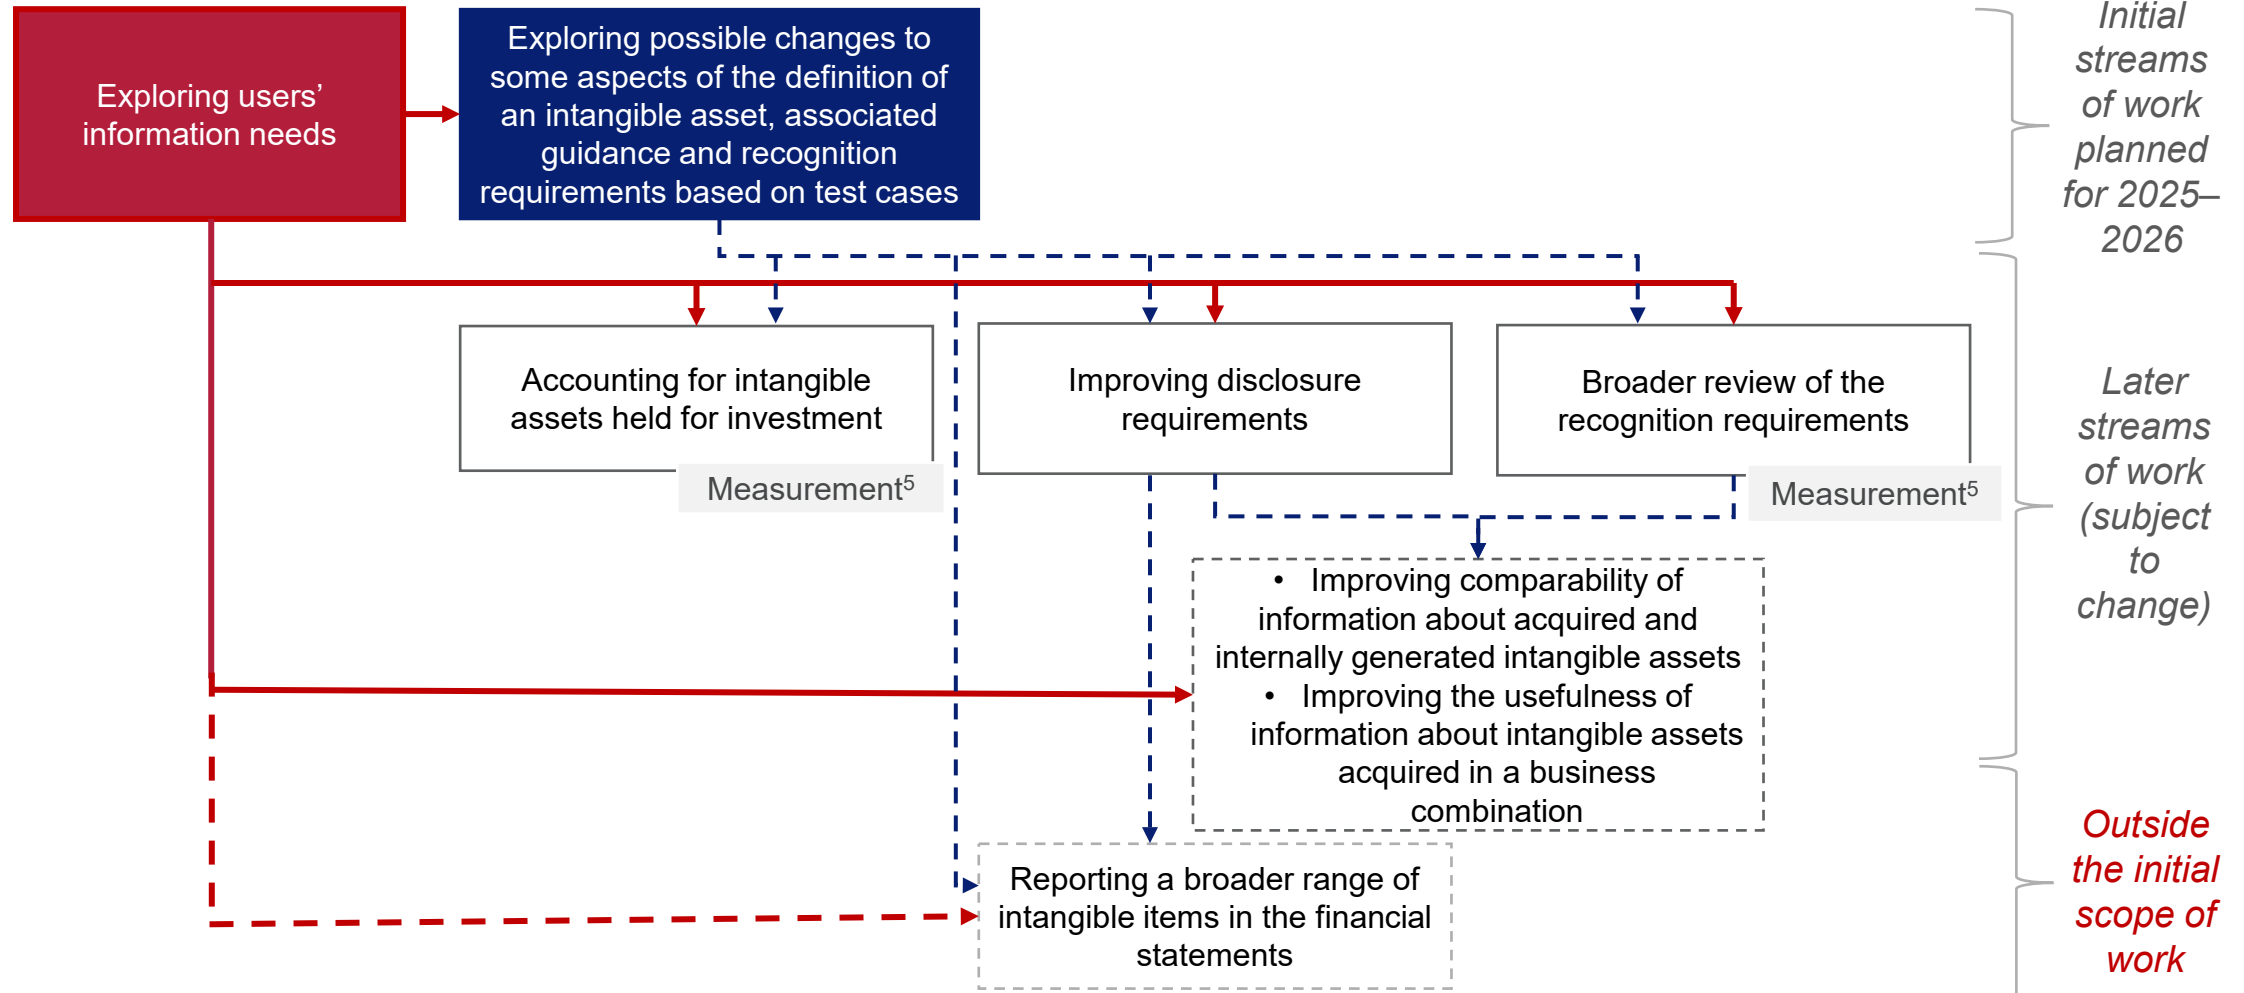 Exploring users’
information needs
Exploring possible changes to
some aspects of the definition of
an intangible asset, associated
guidance and recognition
requirements based on test cases
Initial
streams
of work
planned
for 2025–
2026
Accounting for intangible
assets held for investment
Measurement⁵
Improving disclosure
requirements
Broader review of the
recognition requirements
Measurement⁵
Later
streams
of work
(subject
to
change)
• Improving comparability of
information about acquired and
internally generated intangible assets
• Improving the usefulness of
information about intangible assets
acquired in a business
combination
Reporting a broader range of
intangible items in the financial
statements
Outside
the initial
scope of
work